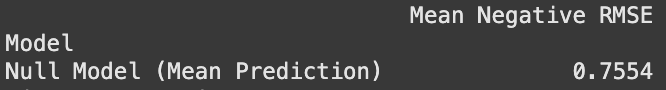 Mean Negative RMSE
Model
Null Model (Mean Prediction) 0.7554